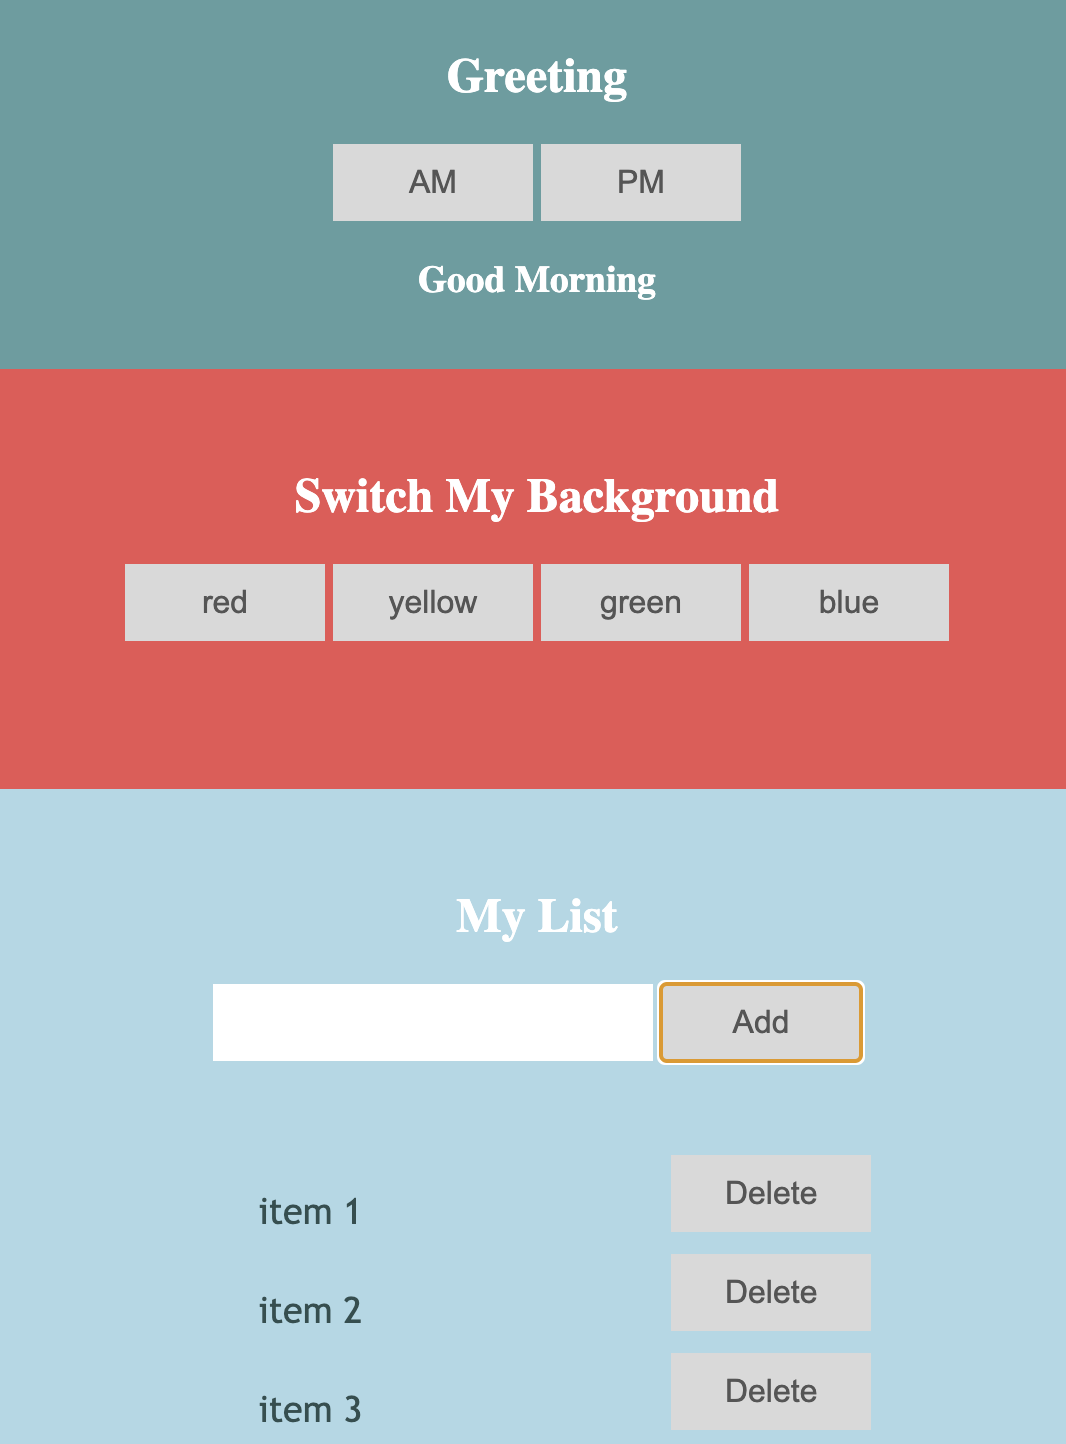 Greeting
AM PM
Good Morning
Switch My Background
red yellow green blue
My List
Add
item 1 Delete
item 2 Delete
item 3 Delete